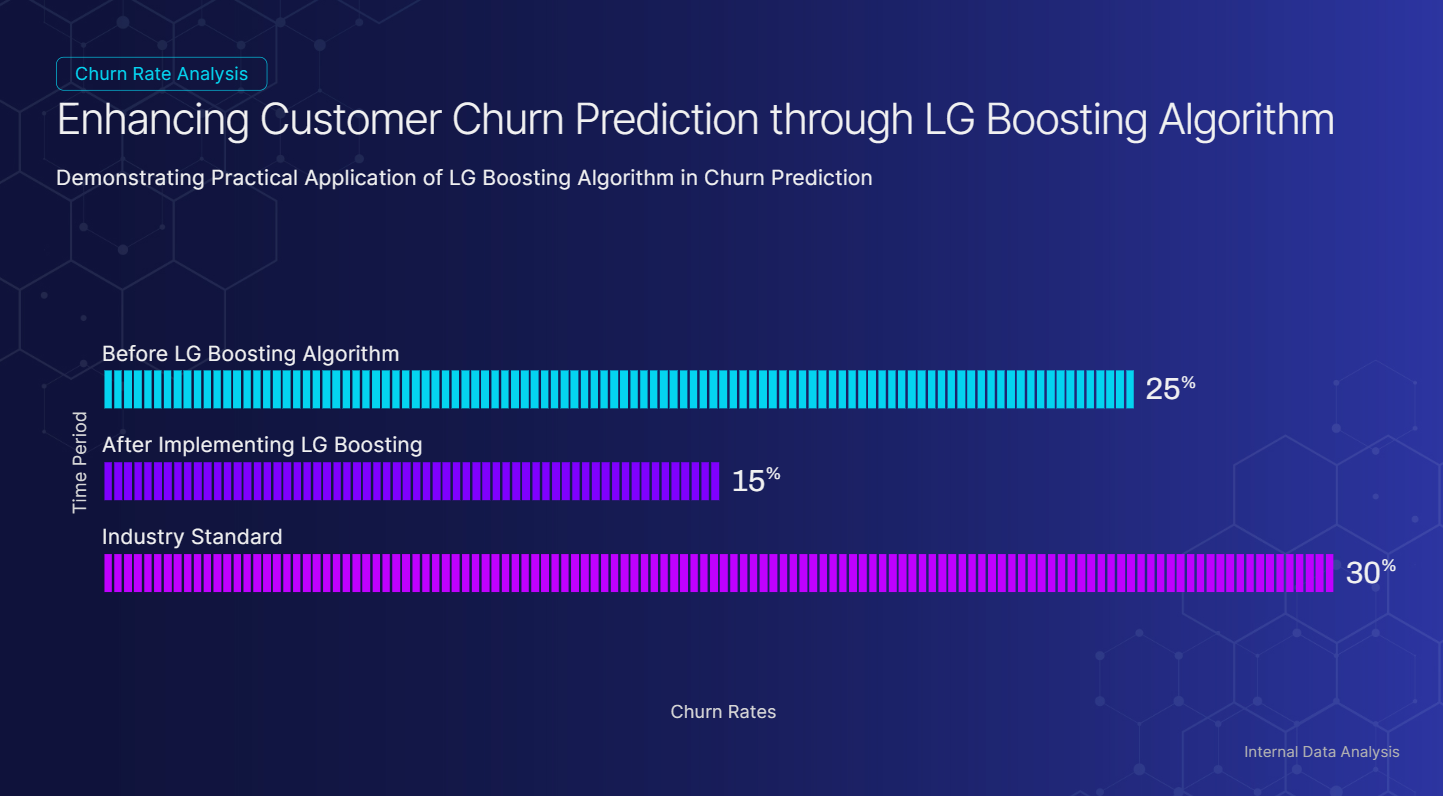 Churn Rate Analysis
Enhancing Customer Churn Prediction through LG Boosting Algorithm
Demonstrating Practical Application of LG Boosting Algorithm in Churn Prediction
Time Period
Before LG Boosting Algorithm
25%
After Implementing LG Boosting
15%
Industry Standard
30%
Churn Rates
Internal Data Analysis